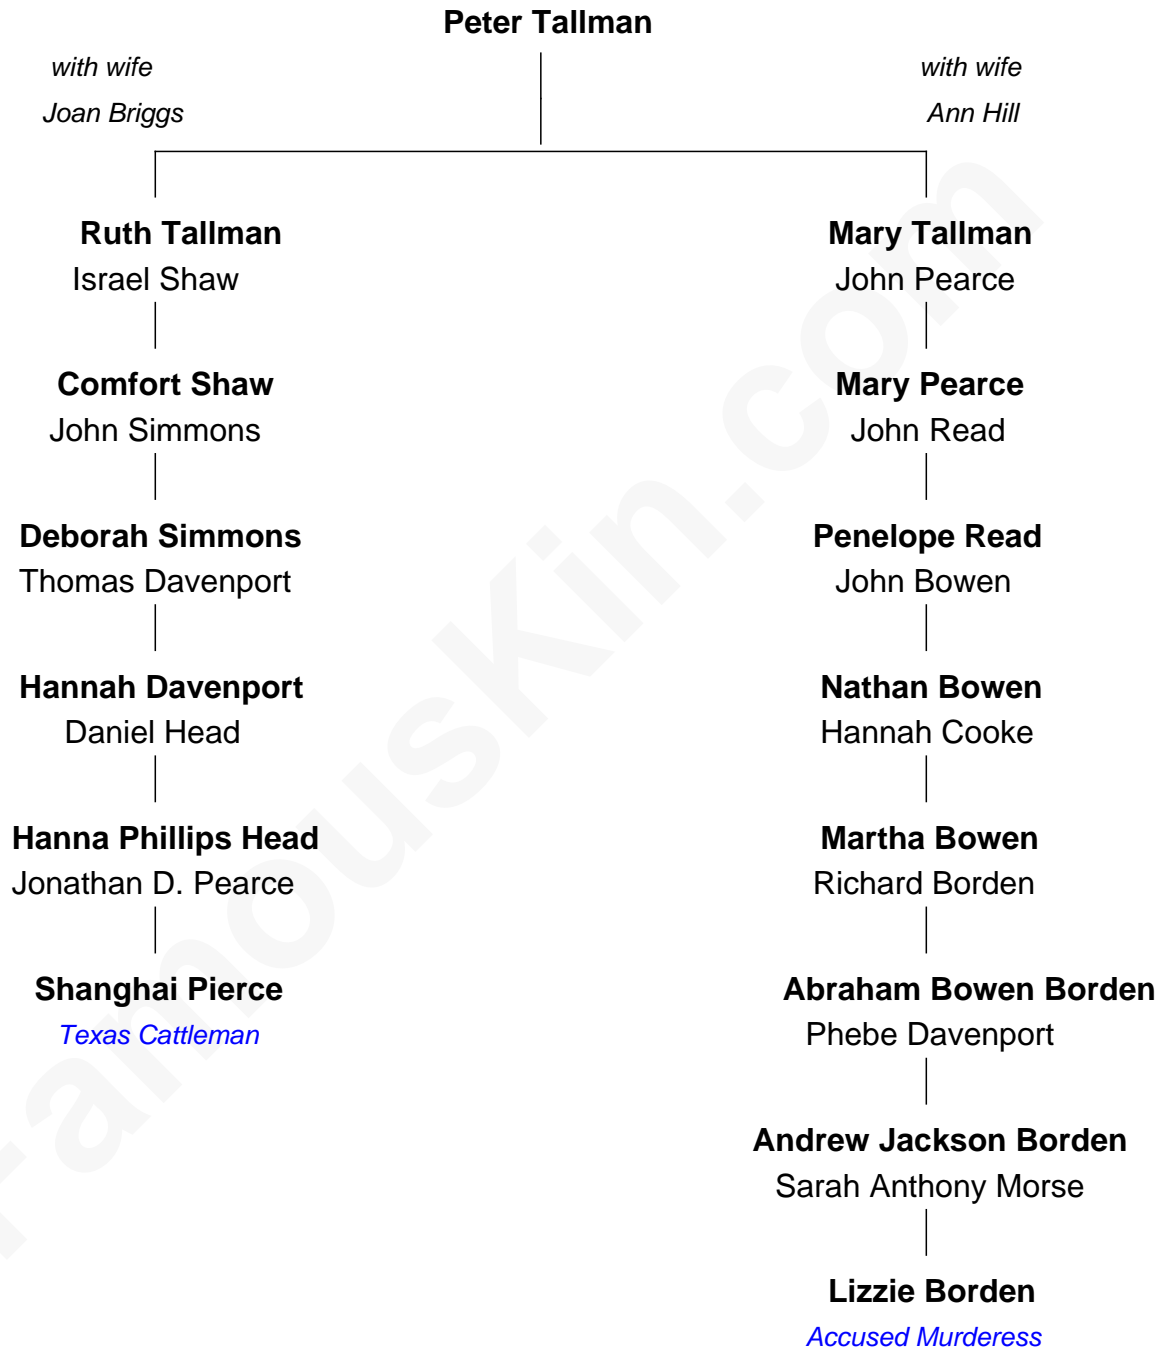 Peter Tallman
with wife
Joan Briggs
with wife
Ann Hill
Ruth Tallman
Israel Shaw
Mary Tallman
John Pearce
Comfort Shaw
John Simmons
Mary Pearce
John Read
Deborah Simmons
Thomas Davenport
Penelope Read
John Bowen
Hannah Davenport
Daniel Head
Nathan Bowen
Hannah Cooke
Hanna Phillips Head
Jonathan D. Pearce
Martha Bowen
Richard Borden
Shanghai Pierce
Texas Cattleman
Abraham Bowen Borden
Phebe Davenport
Andrew Jackson Borden
Sarah Anthony Morse
Lizzie Borden
Accused Murderess
FamousKin.com